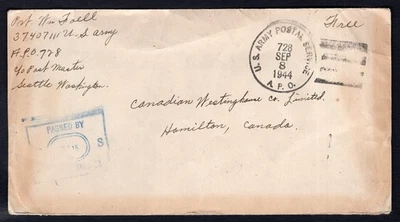 Pvt. Wm Foell
37407111 U-S army
A.P.O. 728
c/o Post Master
Seattle Washington.
Free
U.S. ARMY POSTAL SERVICE
728
SEP
8
1944
A. P. O.
Canadian Westinghouse Co. Limited.
Hamilton, Canada.
PASSED BY
S